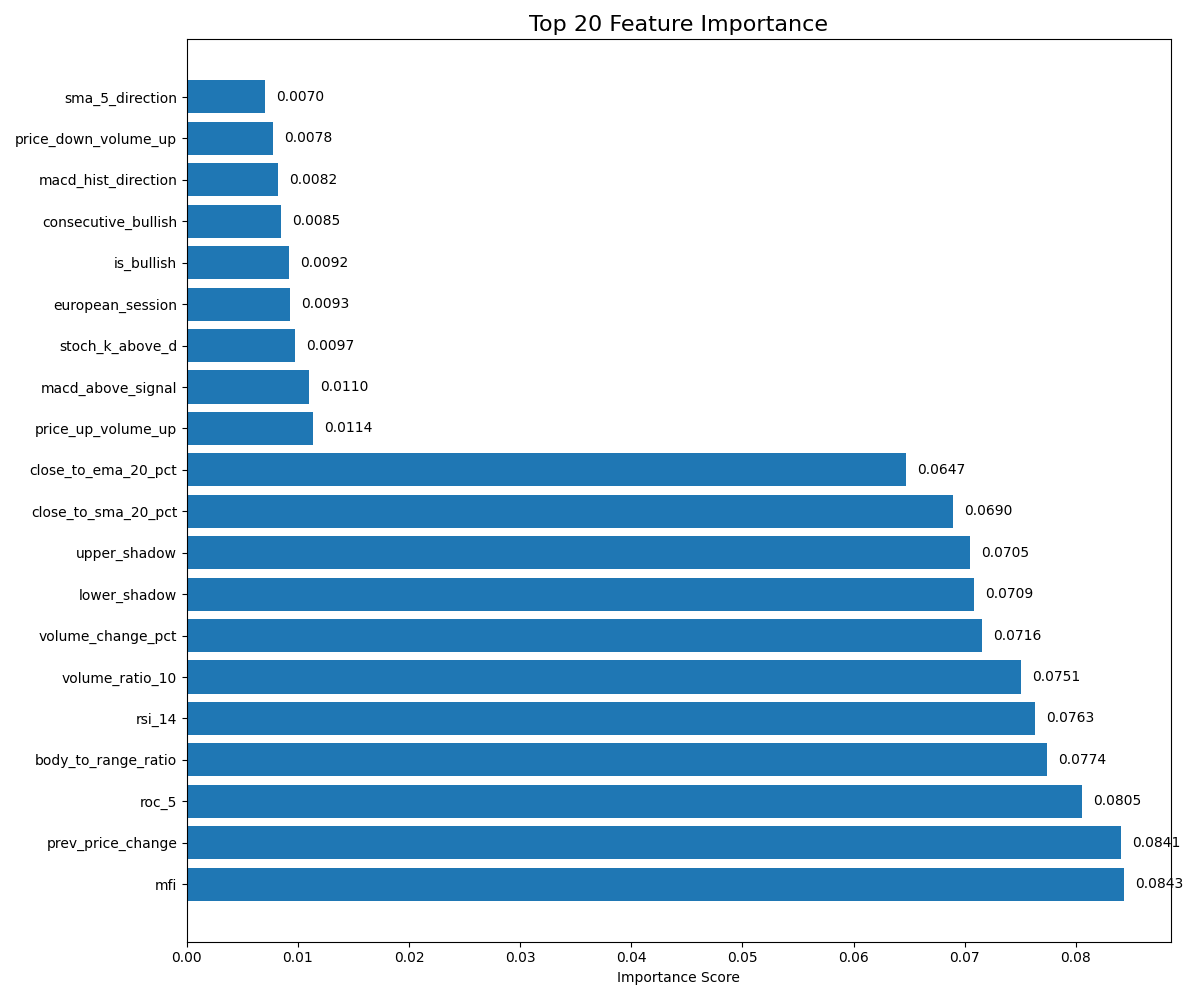 Top 20 Feature Importance
sma_5_direction 0.0070
price_down_volume_up 0.0078
macd_hist_direction 0.0082
consecutive_bullish 0.0085
is_bullish 0.0092
european_session 0.0093
stoch_k_above_d 0.0097
macd_above_signal 0.0110
price_up_volume_up 0.0114
close_to_ema_20_pct 0.0647
close_to_sma_20_pct 0.0690
upper_shadow 0.0705
lower_shadow 0.0709
volume_change_pct 0.0716
volume_ratio_10 0.0751
rsi_14 0.0763
body_to_range_ratio 0.0774
roc_5 0.0805
prev_price_change 0.0841
mfi 0.0843
0.00 0.01 0.02 0.03 0.04 0.05 0.06 0.07 0.08
Importance Score